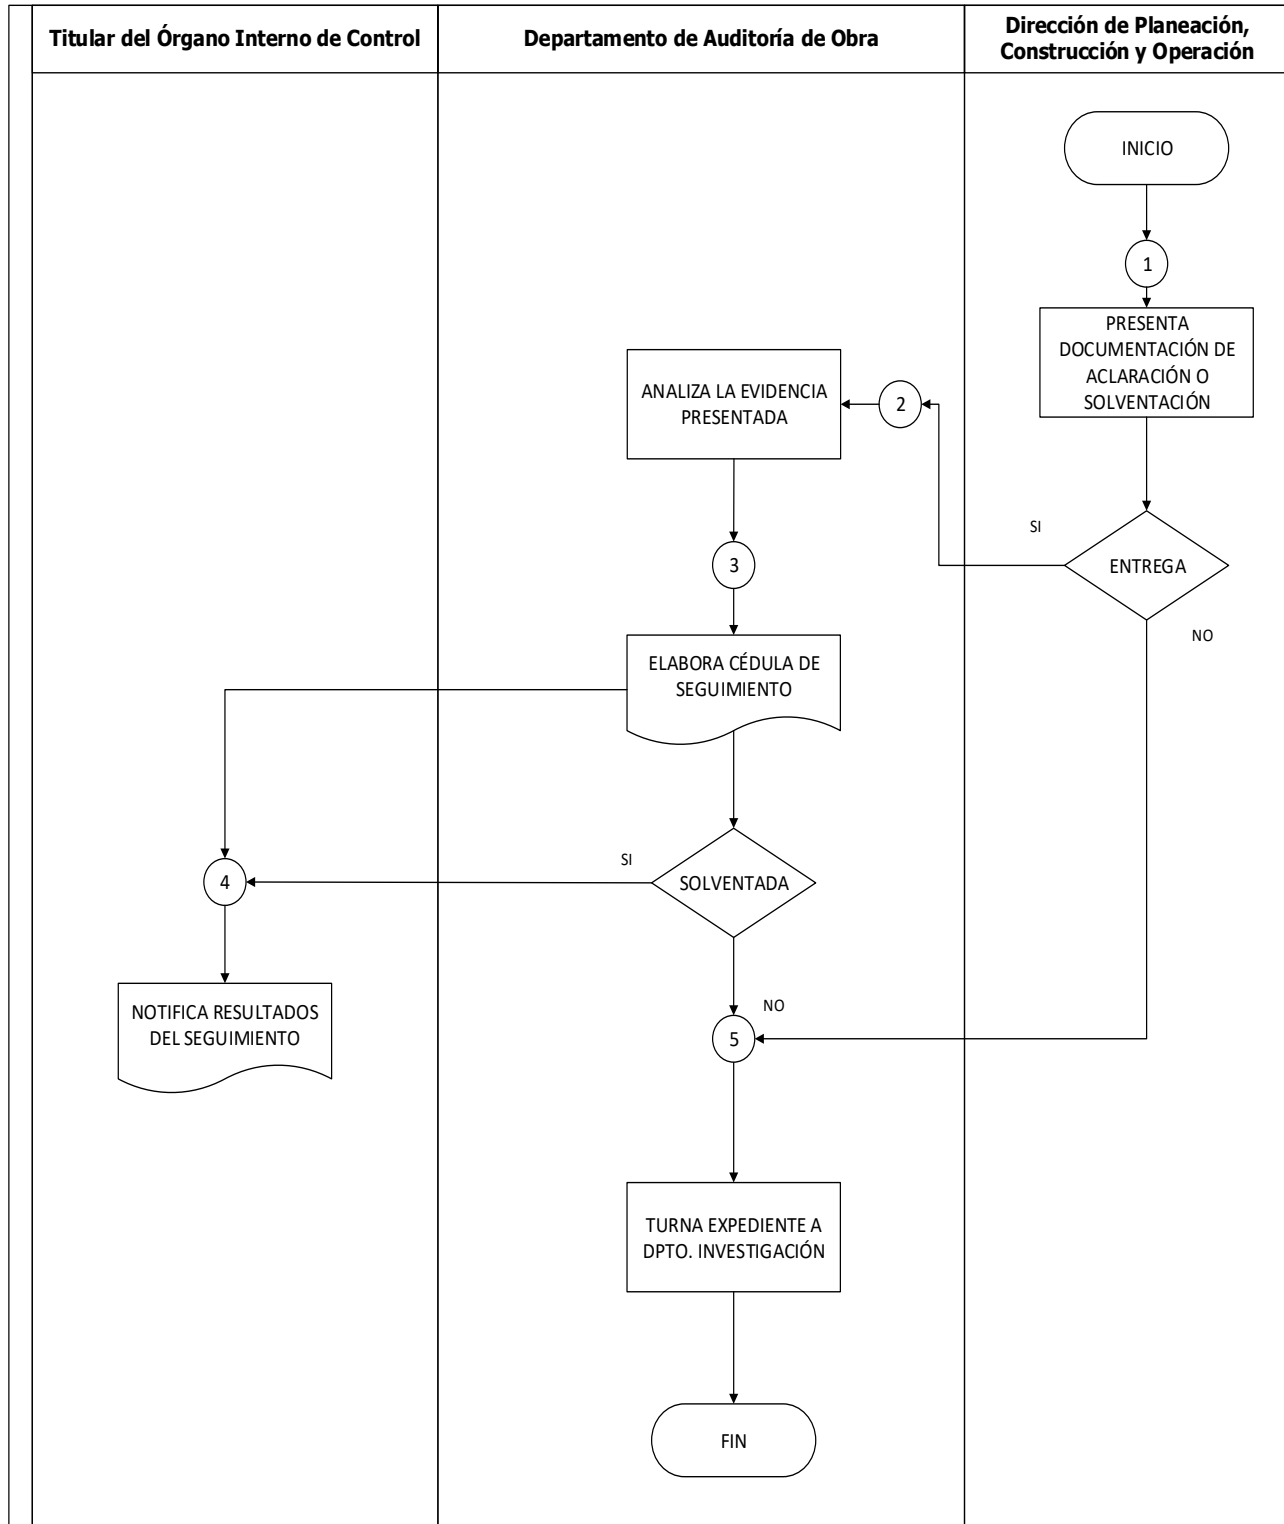 Titular del Órgano Interno de Control
Departamento de Auditoría de Obra
Dirección de Planeación,
Construcción y Operación
INICIO
1
PRESENTA
DOCUMENTACIÓN DE
ACLARACIÓN O
SOLVENTACIÓN
ANALIZA LA EVIDENCIA
PRESENTADA
2
SI
ENTREGA
NO
3
ELABORA CÉDULA DE
SEGUIMIENTO
SI
SOLVENTADA
4
NOTIFICA RESULTADOS
DEL SEGUIMIENTO
NO
5
TURNA EXPEDIENTE A
DPTO. INVESTIGACIÓN
FIN